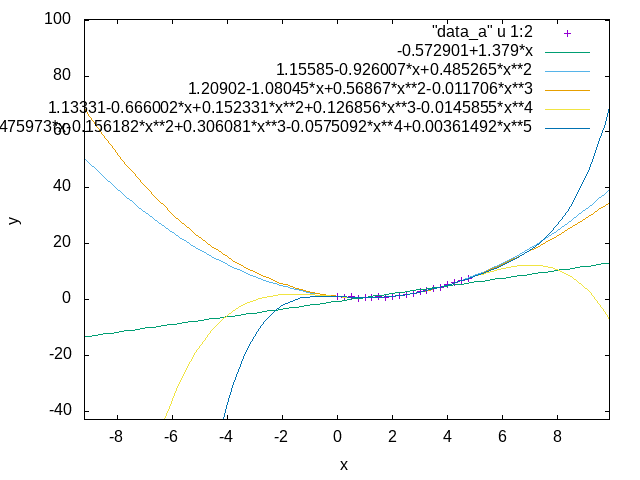 100
80
60
40
20
0
-20
-40
-8
-6
-4
-2
0
2
4
6
8
x
y
"data_a" u 1:2
-0.572901+1.379*x
1.15585-0.926007*x+0.485265*x**2
1.20902-1.08045*x+0.56867*x**2-0.011706*x**3
1.13331-0.666002*x+0.152331*x**2+0.126856*x**3-0.0145855*x**4
475973*x-0.156182*x**2+0.306081*x**3-0.0575092*x**4+0.00361492*x**5